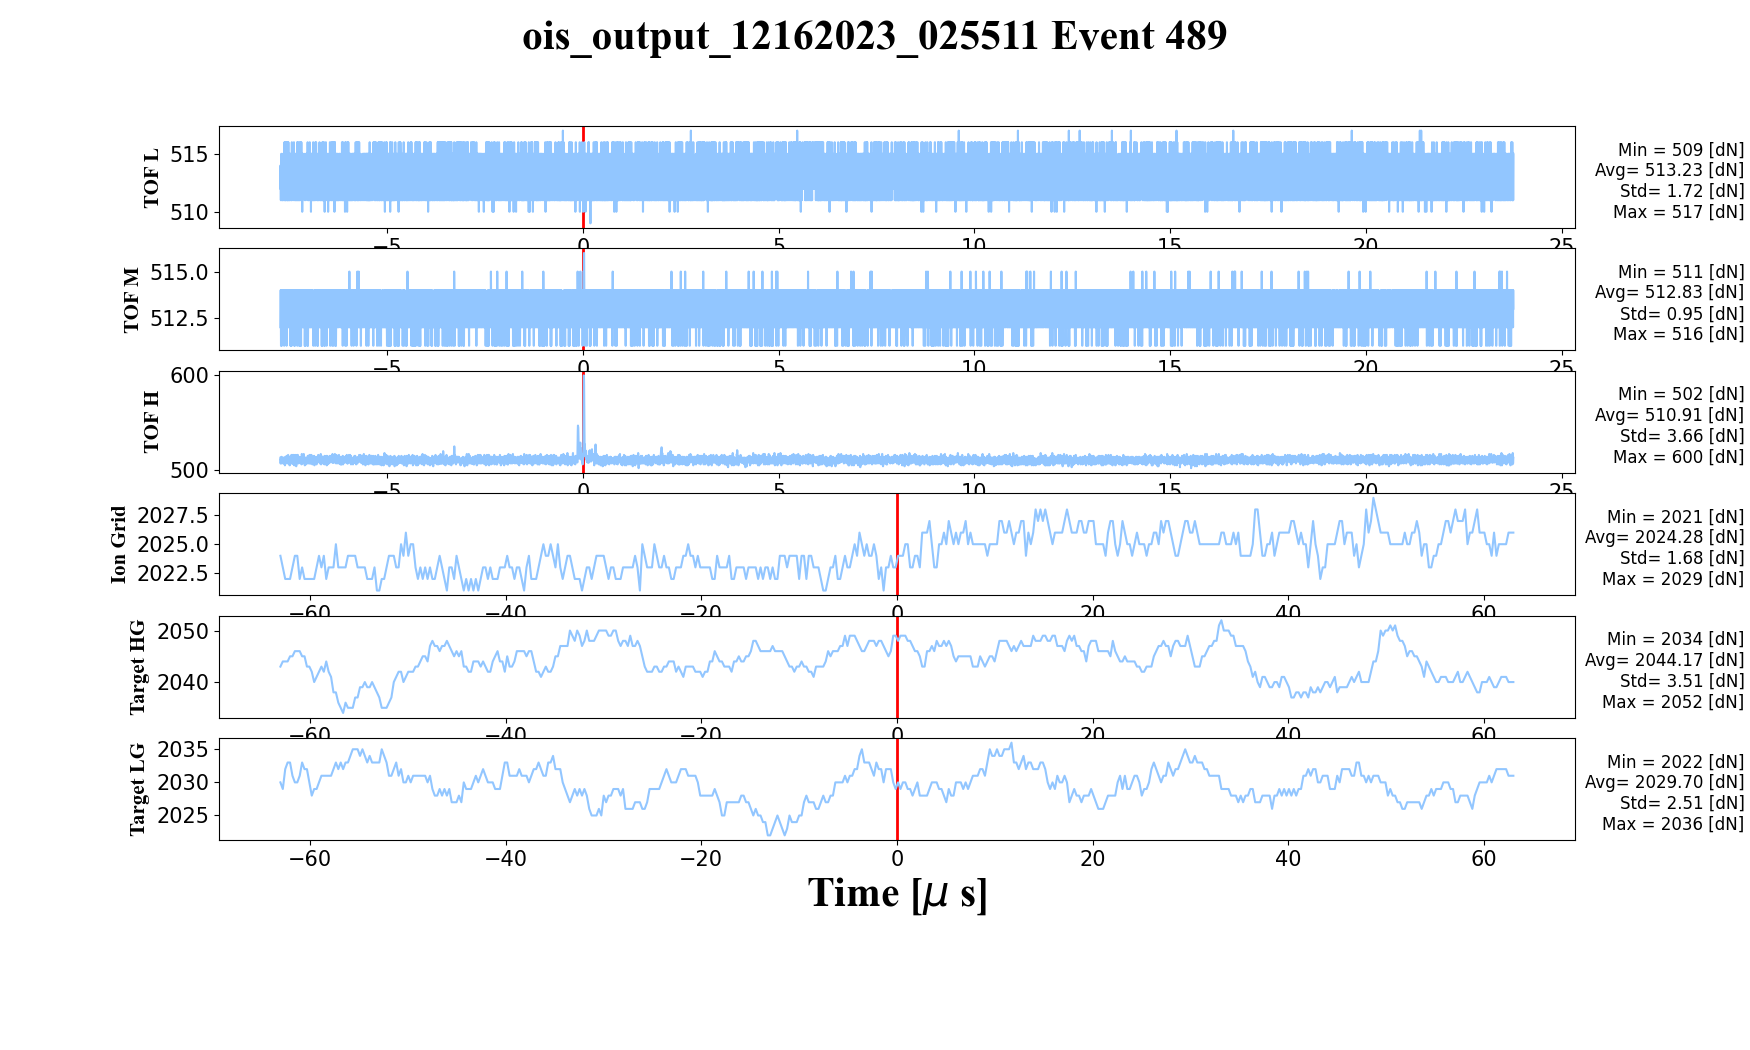 ois_output_12162023_025511 Event 489
TOF L
515
510
Min = 509 [dN]
Avg= 513.23 [dN]
Std= 1.72 [dN]
Max = 517 [dN]
−5 0 5 10 15 20 25
TOF M
515.0
512.5
Min = 511 [dN]
Avg= 512.83 [dN]
Std= 0.95 [dN]
Max = 516 [dN]
−5 0 5 10 15 20 25
TOF H
600
500
Min = 502 [dN]
Avg= 510.91 [dN]
Std= 3.66 [dN]
Max = 600 [dN]
−5 0 5 10 15 20 25
Ion Grid
2027.5
2025.0
2022.5
Min = 2021 [dN]
Avg= 2024.28 [dN]
Std= 1.68 [dN]
Max = 2029 [dN]
−60 −40 −20 0 20 40 60
Target HG
2050
2040
Min = 2034 [dN]
Avg= 2044.17 [dN]
Std= 3.51 [dN]
Max = 2052 [dN]
−60 −40 −20 0 20 40 60
Target LG
2035
2030
2025
Min = 2022 [dN]
Avg= 2029.70 [dN]
Std= 2.51 [dN]
Max = 2036 [dN]
−60 −40 −20 0 20 40 60
Time [μ s]